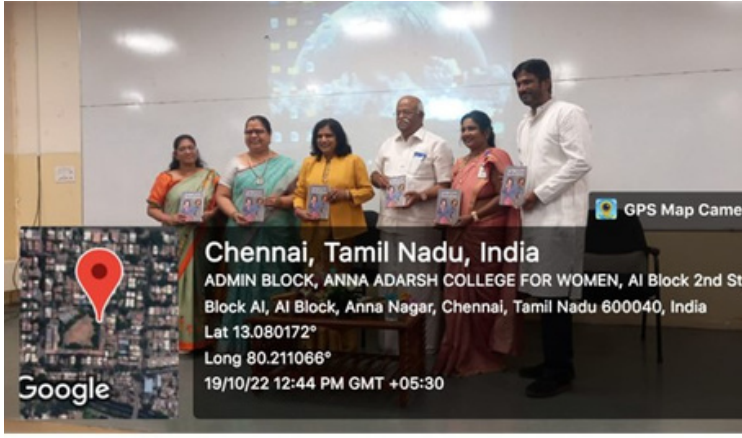 GPS Map Came
Chennai, Tamil Nadu, India
ADMIN BLOCK, ANNA ADARSH COLLEGE FOR WOMEN, AI Block 2nd St
Block AI, AI Block, Anna Nagar, Chennai, Tamil Nadu 600040, India
Lat 13.080172°
Long 80.211066°
19/10/22 12:44 PM GMT +05:30
Google